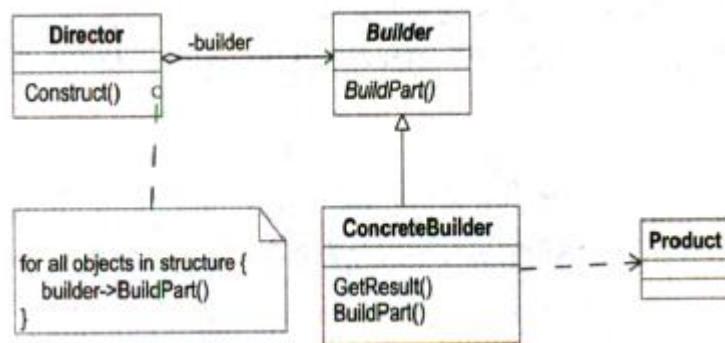 Director
-builder
Builder
Construct()
BuildPart()
for all objects in structure {
builder->BuildPart()
}
ConcreteBuilder
GetResult()
BuildPart()
Product